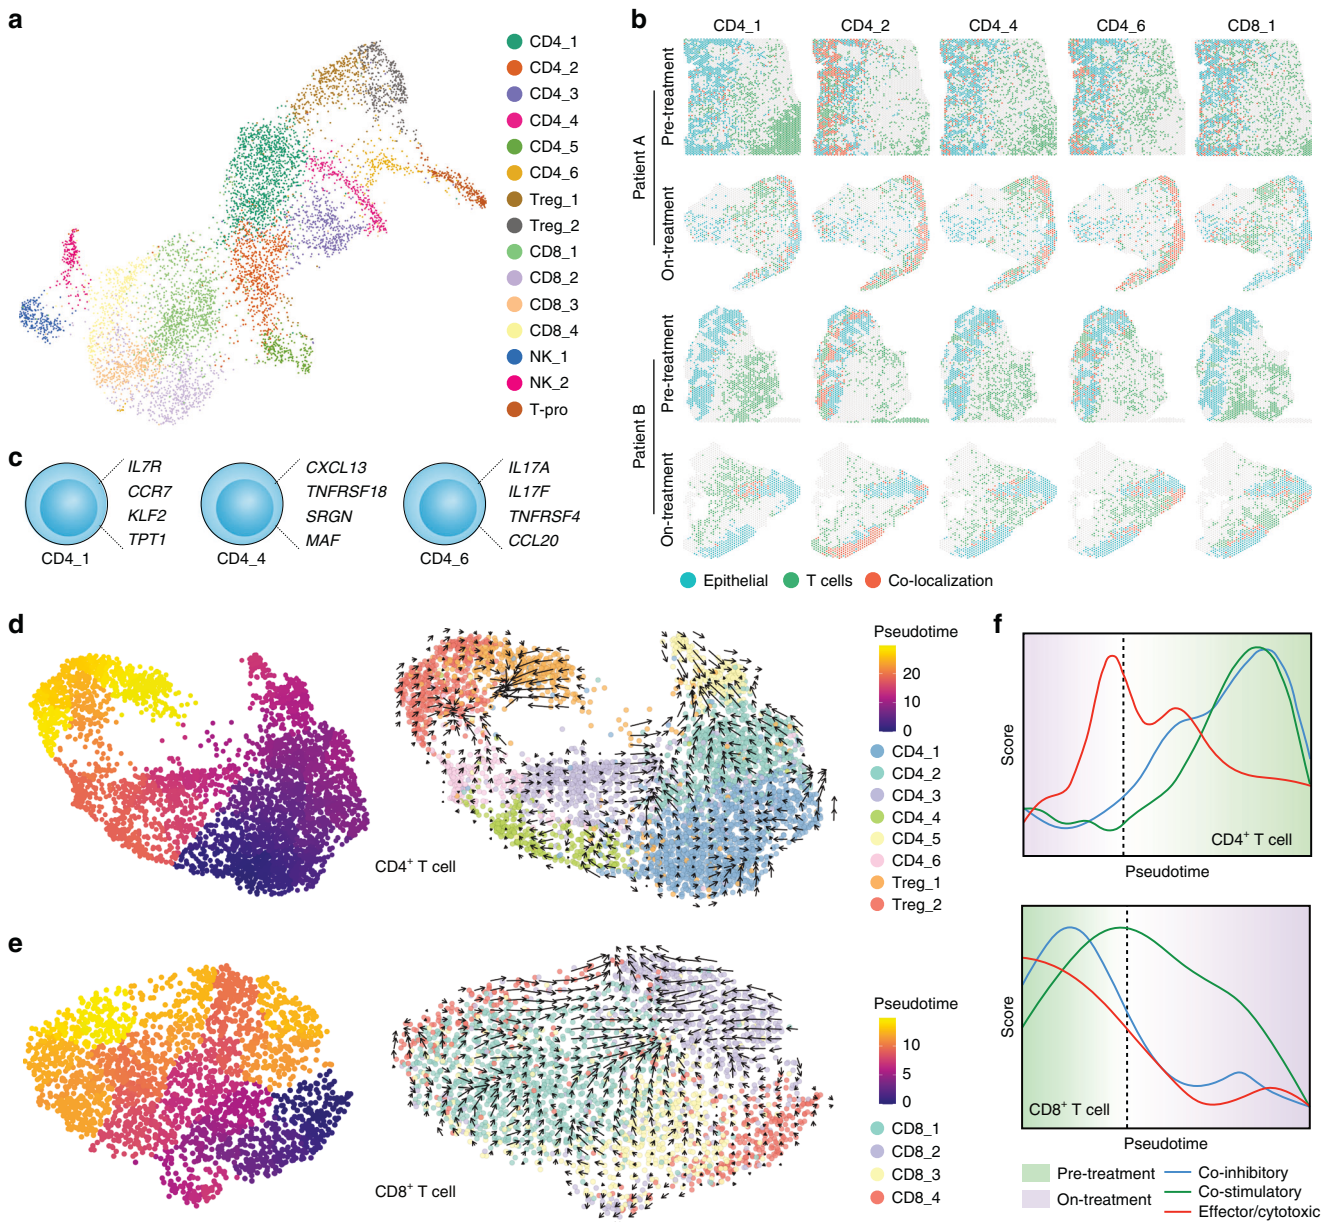 a
CD4_1
CD4_2
CD4_3
CD4_4
CD4_5
CD4_6
Treg_1
Treg_2
CD8_1
CD8_2
CD8_3
CD8_4
NK_1
NK_2
T-pro
b
CD4_1 CD4_2 CD4_4 CD4_6 CD8_1
Patient A
Pre-treatment
On-treatment
Patient B
Pre-treatment
On-treatment
Epithelial T cells Co-localization
c
IL7R
CCR7
KLF2
TPT1
CD4_1
CXCL13
TNFRSF18
SRGN
MAF
CD4_4
IL17A
IL17F
TNFRSF4
CCL20
CD4_6
d
CD4⁺ T cell
Pseudotime
20
10
0
CD4_1
CD4_2
CD4_3
CD4_4
CD4_5
CD4_6
Treg_1
Treg_2
e
CD8⁺ T cell
Pseudotime
10
5
0
CD8_1
CD8_2
CD8_3
CD8_4
f
Score
CD4⁺ T cell
Pseudotime
Score
CD8⁺ T cell
Pseudotime
Pre-treatment
On-treatment
Co-inhibitory
Co-stimulatory
Effector/cytotoxic